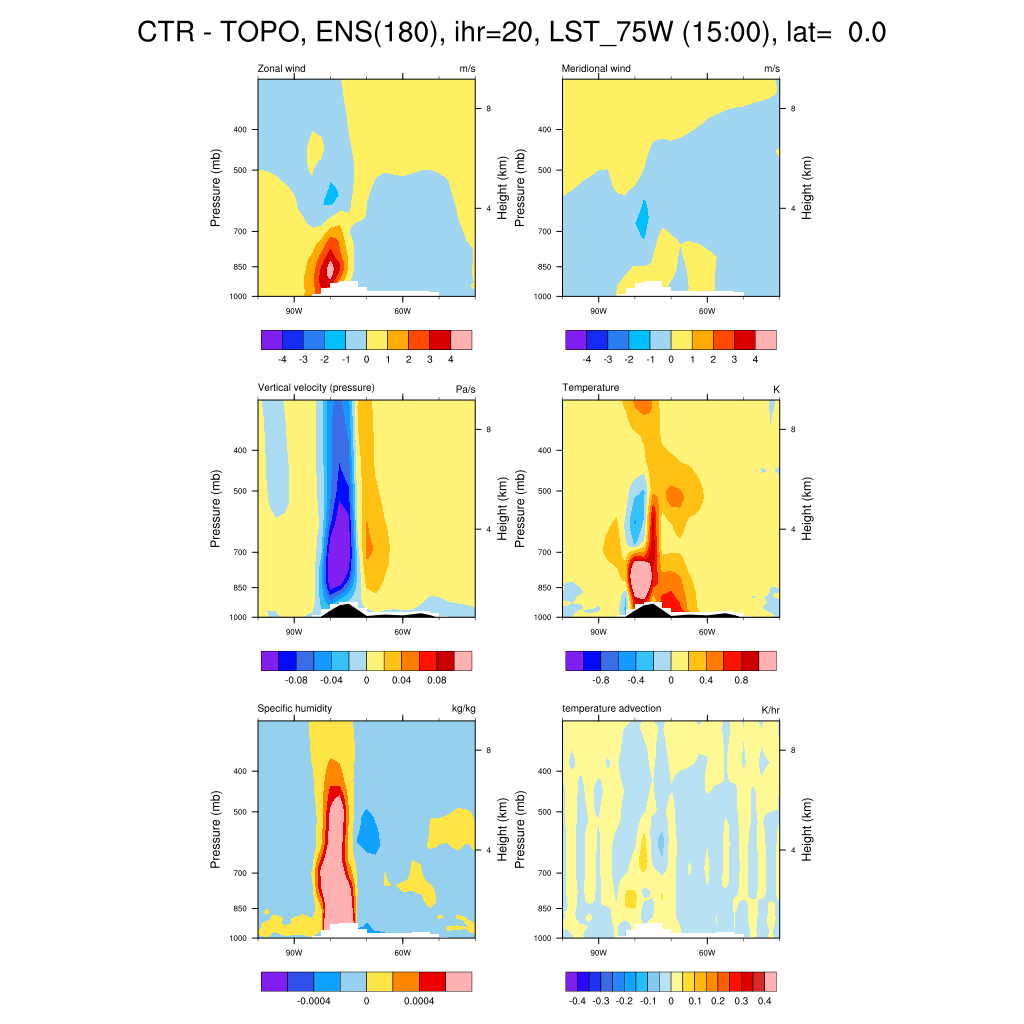 CTR - TOPO, ENS(180), ihr=20, LST_75W (15:00), lat=  0.0
Zonal wind m/s
Pressure (mb)
400
500
700
850
1000
8
4
Height (km)
90W 60W
-4 -3 -2 -1 0 1 2 3 4
Meridional wind m/s
Pressure (mb)
400
500
700
850
1000
8
4
Height (km)
90W 60W
-4 -3 -2 -1 0 1 2 3 4
Vertical velocity (pressure) Pa/s
Pressure (mb)
400
500
700
850
1000
8
4
Height (km)
90W 60W
-0.08 -0.04 0 0.04 0.08
Temperature K
Pressure (mb)
400
500
700
850
1000
8
4
Height (km)
90W 60W
-0.8 -0.4 0 0.4 0.8
Specific humidity kg/kg
Pressure (mb)
400
500
700
850
1000
8
4
Height (km)
90W 60W
-0.0004 0 0.0004
temperature advection K/hr
Pressure (mb)
400
500
700
850
1000
8
4
Height (km)
90W 60W
-0.4 -0.3 -0.2 -0.1 0 0.1 0.2 0.3 0.4